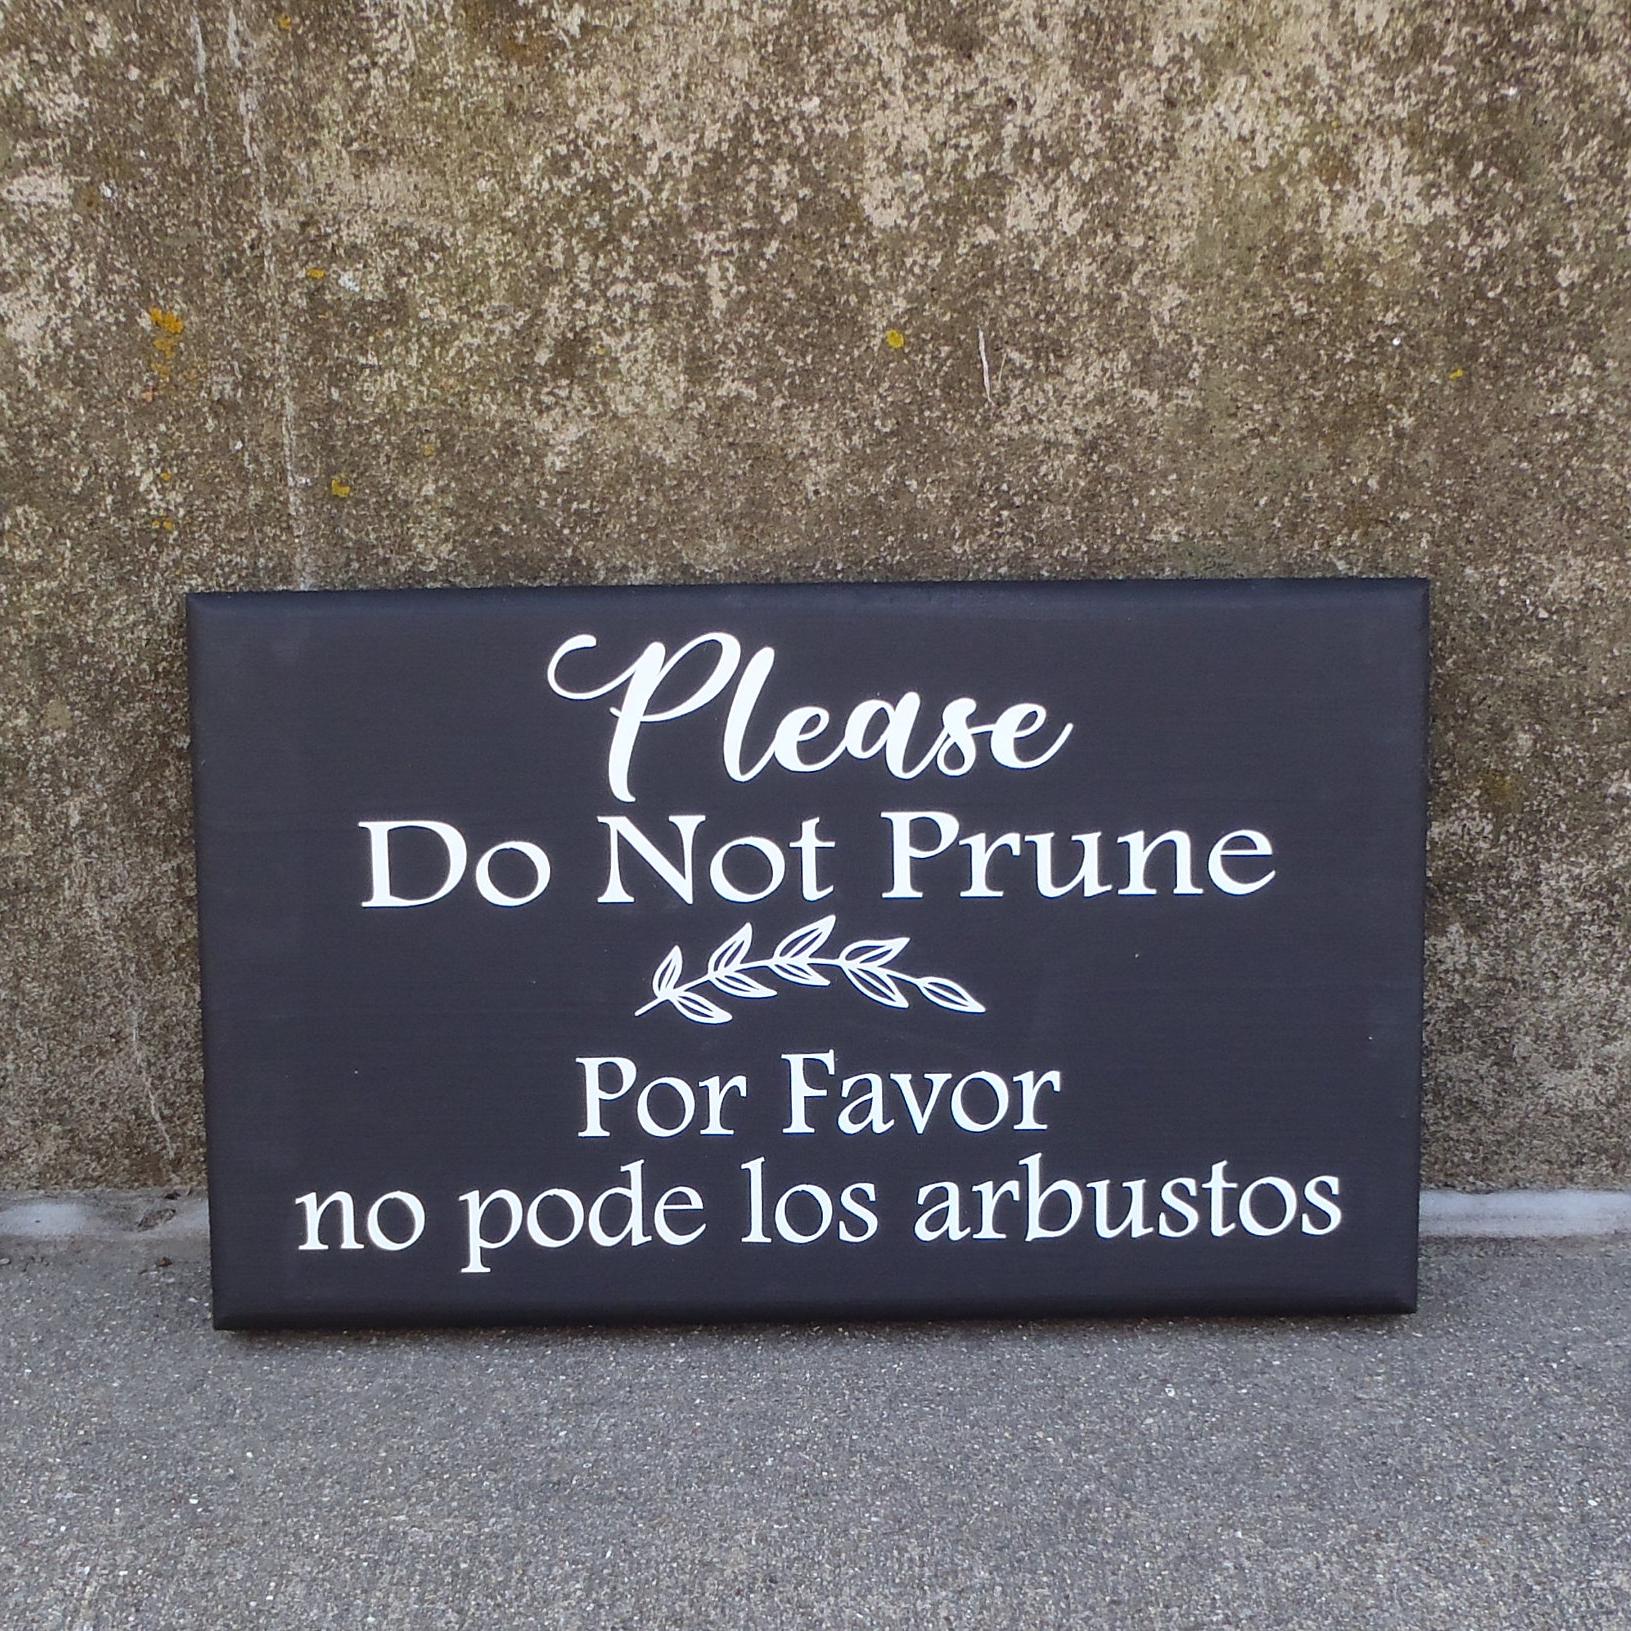 Please
Do Not Prune
Por Favor
no pode los arbustos